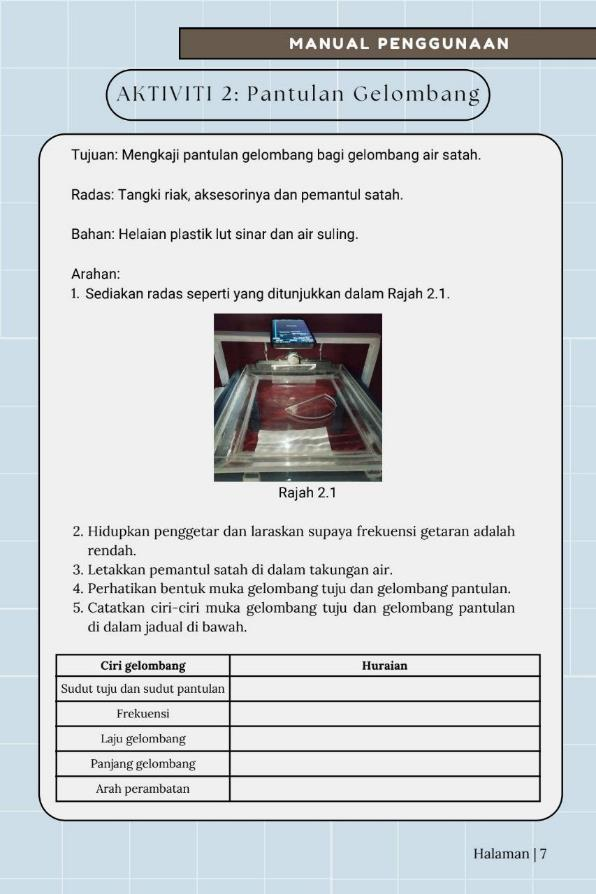 MANUAL PENGGUNAAN
AKTIVITI 2: Pantulan Gelombang
Tujuan: Mengkaji pantulan gelombang bagi gelombang air satah.
Radas: Tangki riak, aksesorinya dan pemantul satah.
Bahan: Helaian plastik lut sinar dan air suling.
Arahan:
1. Sediakan radas seperti yang ditunjukkan dalam Rajah 2.1.
Rajah 2.1
2. Hidupkan penggetar dan laraskan supaya frekuensi getaran adalah
rendah.
3. Letakkan pemantul satah di dalam takungan air.
4. Perhatikan bentuk muka gelombang tuju dan gelombang pantulan.
5. Catatkan ciri-ciri muka gelombang tuju dan gelombang pantulan
di dalam jadual di bawah.
Ciri gelombang Huraian
Sudut tuju dan sudut pantulan
Frekuensi
Laju gelombang
Panjang gelombang
Arah perambatan
Halaman | 7